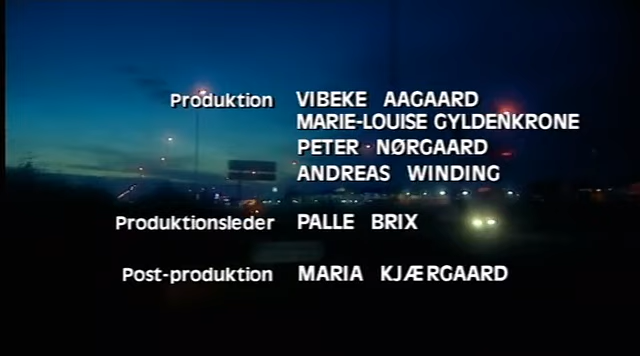 Produktion VIBEKE AAGAARD
MARIE-LOUISE GYLDENKRONE
PETER NØRGAARD
ANDREAS WINDING
Produktionsleder PALLE BRIX
Post-produktion MARIA KJÆRGAARD